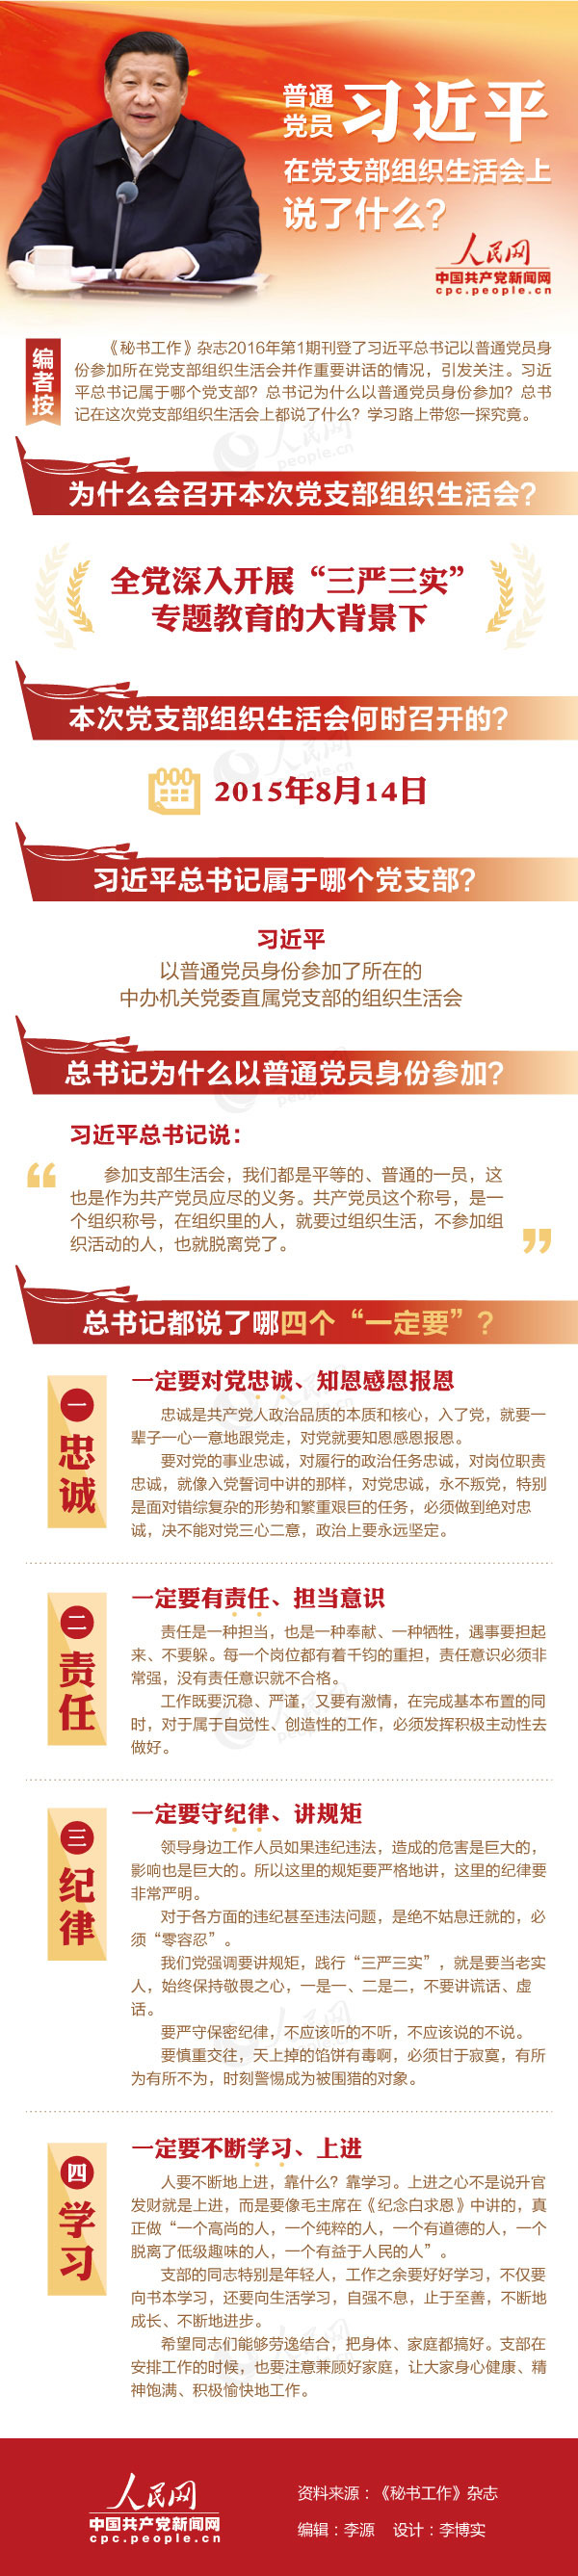 普通
党员
习近平
在党支部组织生活会上
说了什么?
人民网
中国共产党新闻网
cpc.people.cn
编者按
《秘书工作》杂志2016年第1期刊登了习近平总书记以普通党员身
份参加所在党支部组织生活会并作重要讲话的情况，引发关注。习近
平总书记属于哪个党支部？总书记为什么以普通党员身份参加？总书
记在这次党支部组织生活会上都说了什么？学习路上带您一探究竟。
人民网
people.cn
为什么会召开本次党支部组织生活会?
全党深入开展“三严三实”
专题教育的大背景下
本次党支部组织生活会何时召开的?
2015年8月14日
习近平总书记属于哪个党支部?
习近平
以普通党员身份参加了所在的
中办机关党委直属党支部的组织生活会
总书记为什么以普通党员身份参加?
习近平总书记说：
“
参加支部生活会，我们都是平等的、普通的一员，这
也是作为共产党员应尽的义务。共产党员这个称号，是一
个组织称号，在组织里的人，就要过组织生活，不参加组
织活动的人，也就脱离党了。
”
总书记都说了哪四个“一定要”？
一 忠诚
一定要对党忠诚、知恩感恩报恩
忠诚是共产党人政治品质的本质和核心，入了党，就要一
辈子一心一意地跟党走，对党就要知恩感恩报恩。
要对党的事业忠诚，对履行的政治任务忠诚，对岗位职责
忠诚，就像入党誓词中讲的那样，对党忠诚，永不叛党，特别
是面对错综复杂的形势和繁重艰巨的任务，必须做到绝对忠
诚，决不能对党三心二意，政治上要永远坚定。
二 责任
一定要有责任、担当意识
责任是一种担当，也是一种奉献、一种牺牲，遇事要担起
来、不要躲。每一个岗位都有着千钧的重担，责任意识必须非
常强，没有责任意识就不合格。
工作既要沉稳、严谨，又要有激情，在完成基本布置的同
时，对于属于自觉性、创造性的工作，必须发挥积极主动性去
做好。
三 纪律
一定要守纪律、讲规矩
领导身边工作人员如果违纪违法，造成的危害是巨大的，
影响也是巨大的。所以这里的规矩要严格地讲，这里的纪律要
非常严明。
对于各方面的违纪甚至违法问题，是绝不姑息迁就的，必
须“零容忍”。
我们党强调要讲规矩，践行“三严三实”，就是要当老实
人，始终保持敬畏之心，一是一、二是二，不要讲谎话、虚
话。
要严守保密纪律，不应该听的不听，不应该说的不说。
要慎重交往，天上掉的馅饼有毒啊，必须甘于寂寞，有所
为有所不为，时刻警惕成为被围猎的对象。
四 学习
一定要不断学习、上进
人要不断地上进，靠什么？靠学习。上进之心不是说升官
发财就是上进，而是要像毛主席在《纪念白求恩》中讲的，真
正做“一个高尚的人，一个纯粹的人，一个有道德的人，一个
脱离了低级趣味的人，一个有益于人民的人”。
支部的同志特别是年轻人，工作之余要好好学习，不仅要
向书本学习，还要向生活学习，自强不息，止于至善，不断地
成长、不断地进步。
希望同志们能够劳逸结合，把身体、家庭都搞好。支部在
安排工作的时候，也要注意兼顾好家庭，让大家身心健康、精
神饱满、积极愉快地工作。
人民网
中国共产党新闻网
cpc.people.cn
资料来源：《秘书工作》杂志
编辑：李源 设计：李博实